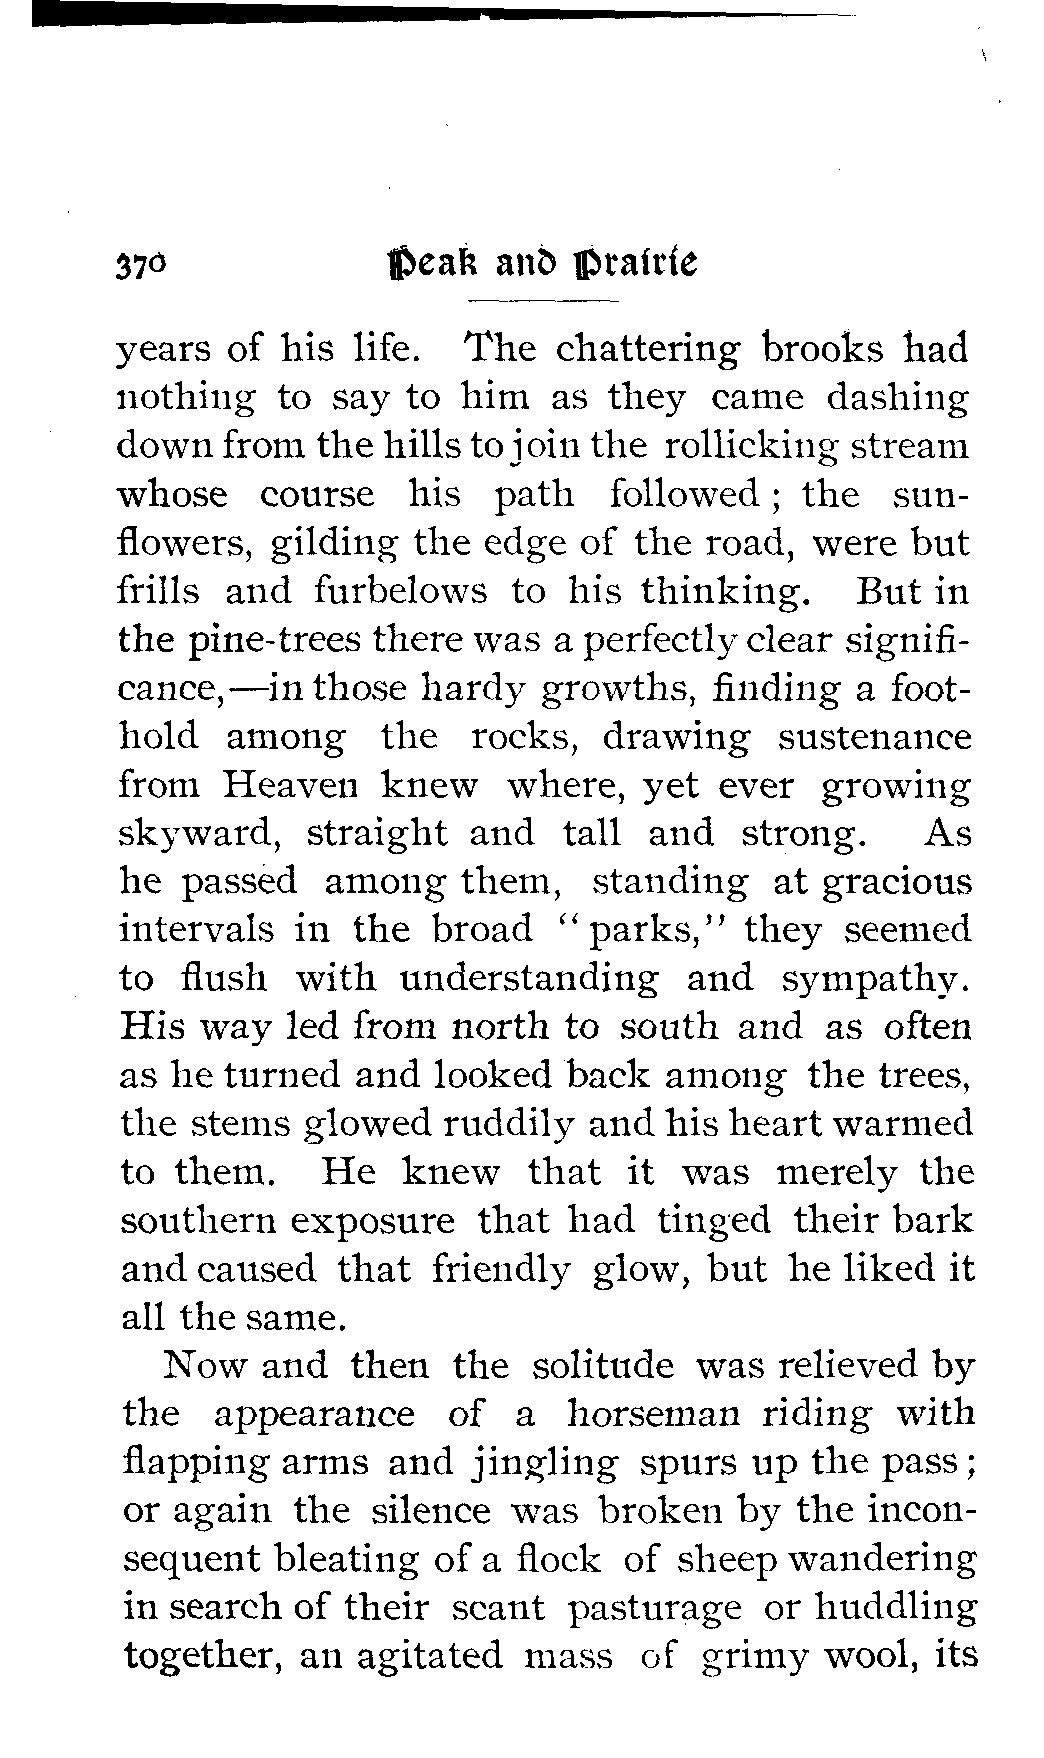 370 Peak and Prairie
years of his life. The chattering brooks had
nothing to say to him as they came dashing
down from the hills to join the rollicking stream
whose course his path followed ; the sun-
flowers, gilding the edge of the road, were but
frills and furbelows to his thinking. But in
the pine-trees there was a perfectly clear signifi-
cance,—in those hardy growths, finding a foot-
hold among the rocks, drawing sustenance
from Heaven knew where, yet ever growing
skyward, straight and tall and strong. As
he passed among them, standing at gracious
intervals in the broad “ parks,” they seemed
to flush with understanding and sympathy.
His way led from north to south and as often
as he turned and looked back among the trees,
the stems glowed ruddily and his heart warmed
to them. He knew that it was merely the
southern exposure that had tinged their bark
and caused that friendly glow, but he liked it
all the same.
Now and then the solitude was relieved by
the appearance of a horseman riding with
flapping arms and jingling spurs up the pass ;
or again the silence was broken by the incon-
sequent bleating of a flock of sheep wandering
in search of their scant pasturage or huddling
together, an agitated mass of grimy wool, its